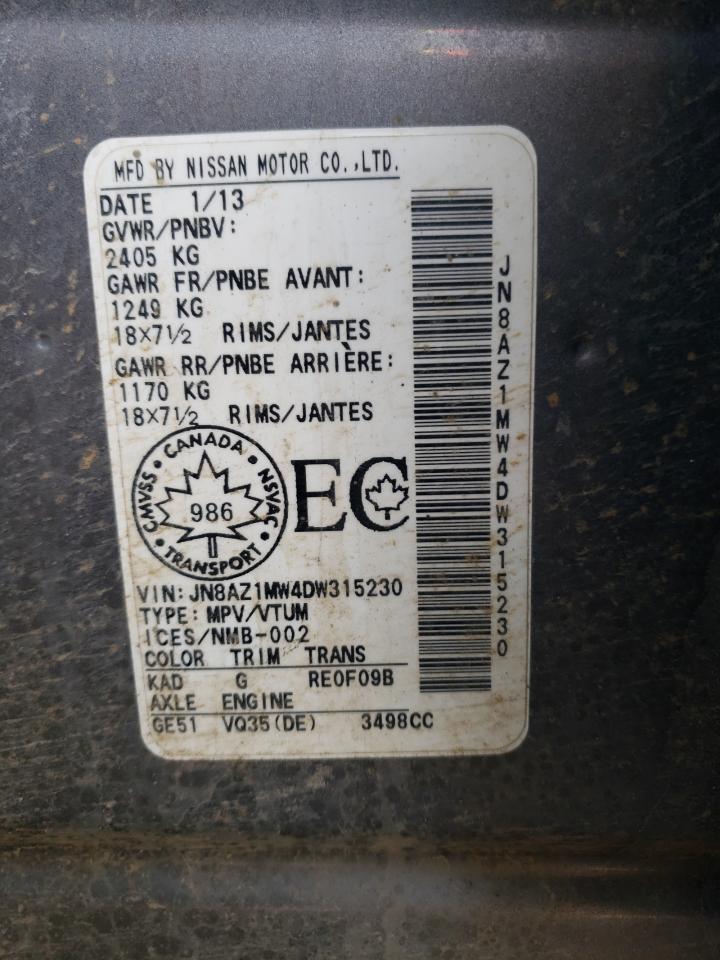 MFD BY NISSAN MOTOR CO.,LTD.
DATE 1/13
GVWR/PNBV:
2405 KG
GAWR FR/PNBE AVANT:
1249 KG
18X7½ RIMS/JANTES
GAWR RR/PNBE ARRIÈRE:
1170 KG
18X7½ RIMS/JANTES
CANADA
CMVSS NSVAC
986
TRANSPORT
EC
VIN: JN8AZ1MW4DW315230
TYPE: MPV/VTUM
ICES/NMB-002
COLOR TRIM TRANS
KAD G RE0F09B
AXLE ENGINE
GE51 VQ35(DE) 3498CC
JN8AZ1MW4DW315230